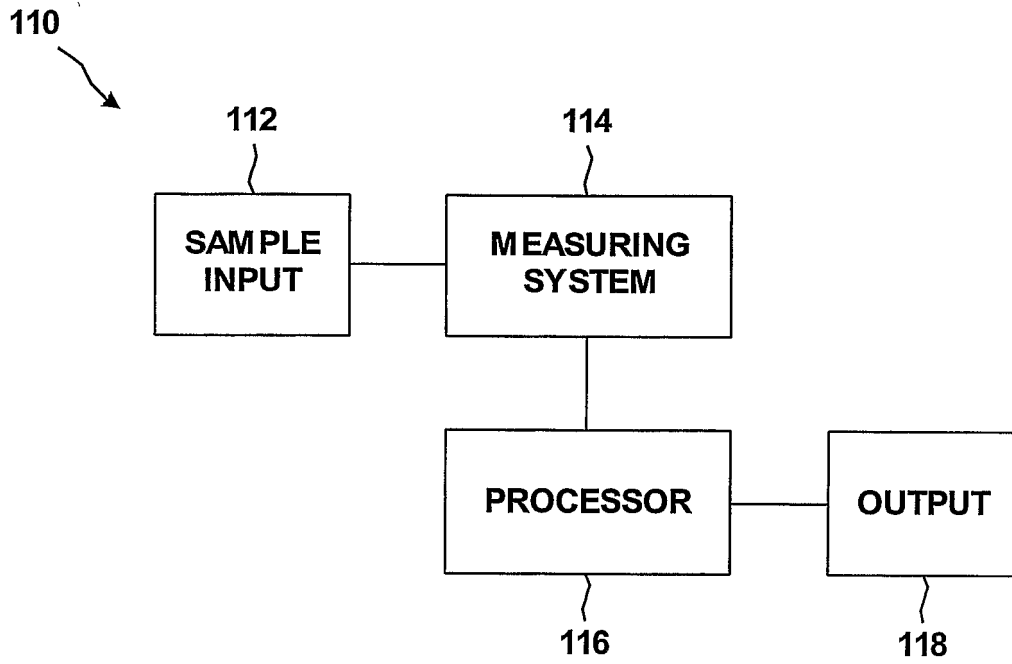 110
112
114
SAMPLE
INPUT
MEASURING
SYSTEM
PROCESSOR
OUTPUT
116
118